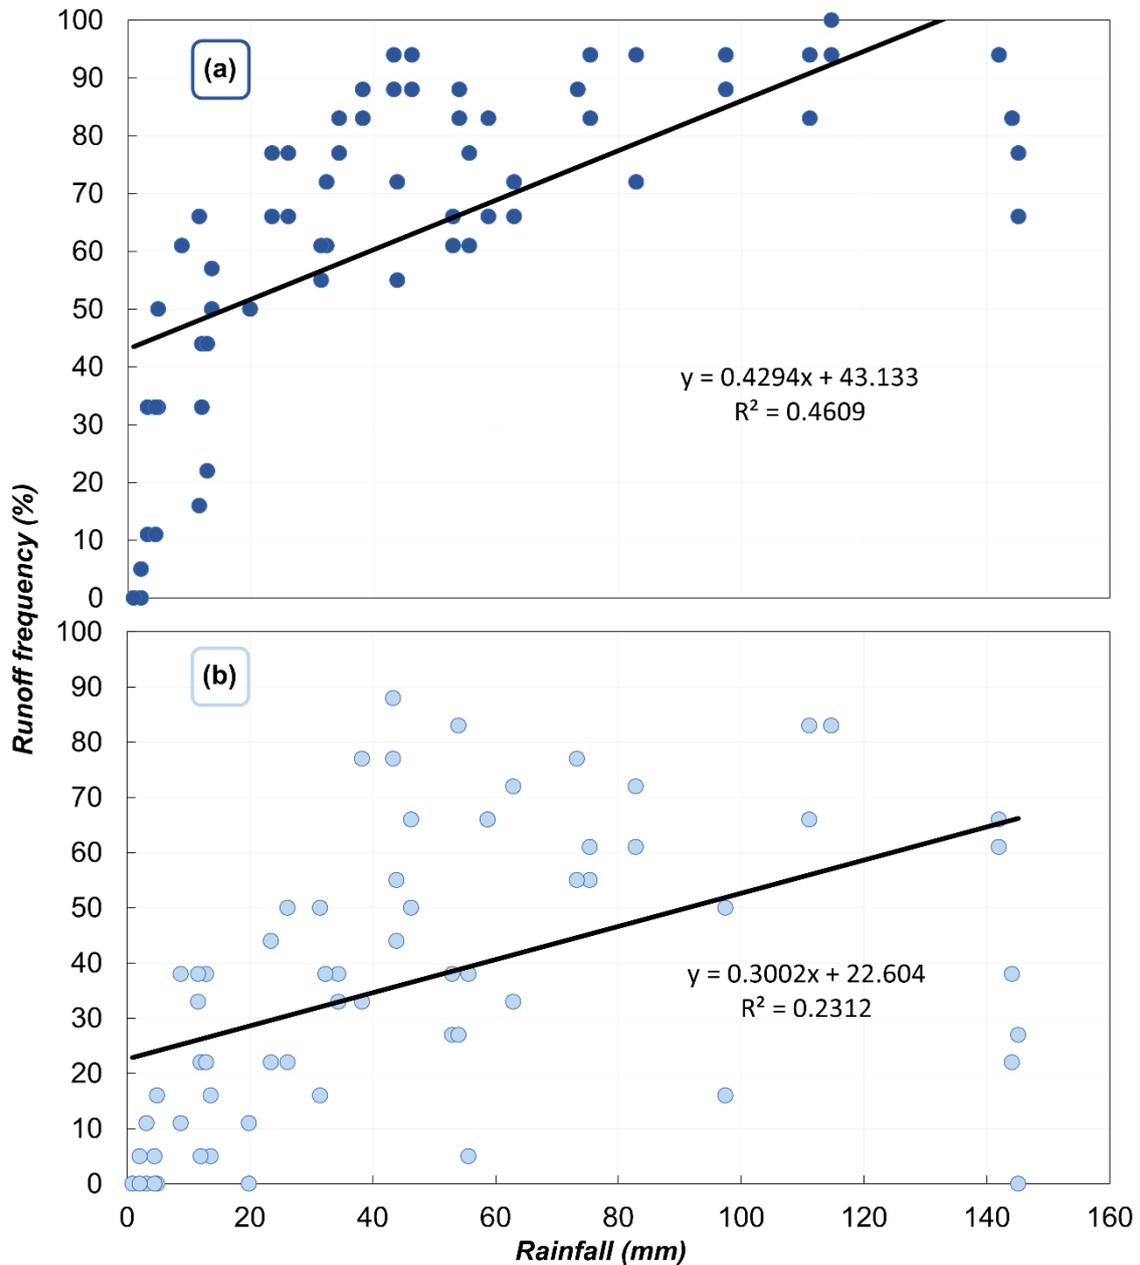 100
(a)
90
80
70
60
50
40
y = 0.4294x + 43.133
R² = 0.4609
30
20
10
0
Runoff frequency (%)
100
(b)
90
80
70
60
50
40
y = 0.3002x + 22.604
R² = 0.2312
30
20
10
0
0 20 40 60 80 100 120 140 160
Rainfall (mm)